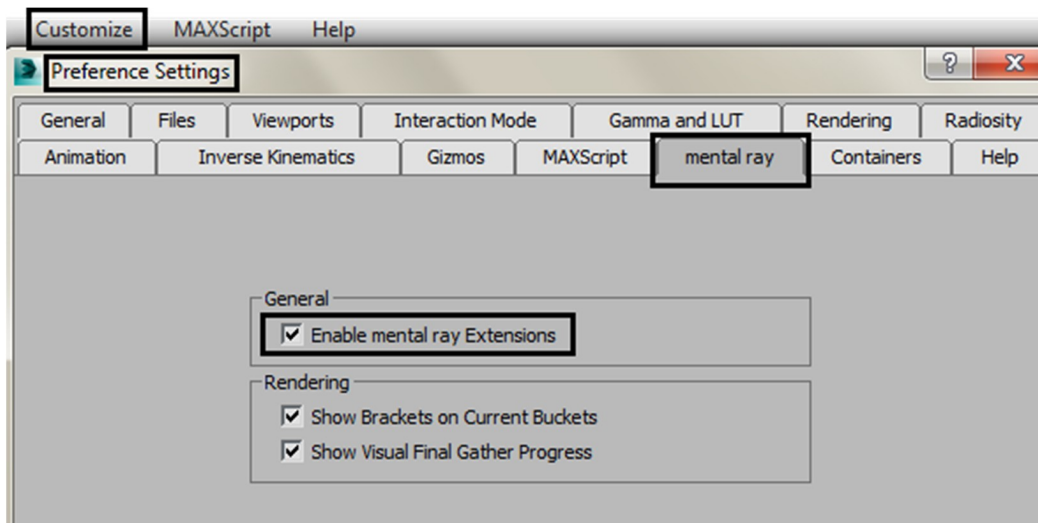 Customize MAXScript Help
Preference Settings ? X
General Files Viewports Interaction Mode Gamma and LUT Rendering Radiosity
Animation Inverse Kinematics Gizmos MAXScript mental ray Containers Help
General
Enable mental ray Extensions
Rendering
Show Brackets on Current Buckets
Show Visual Final Gather Progress